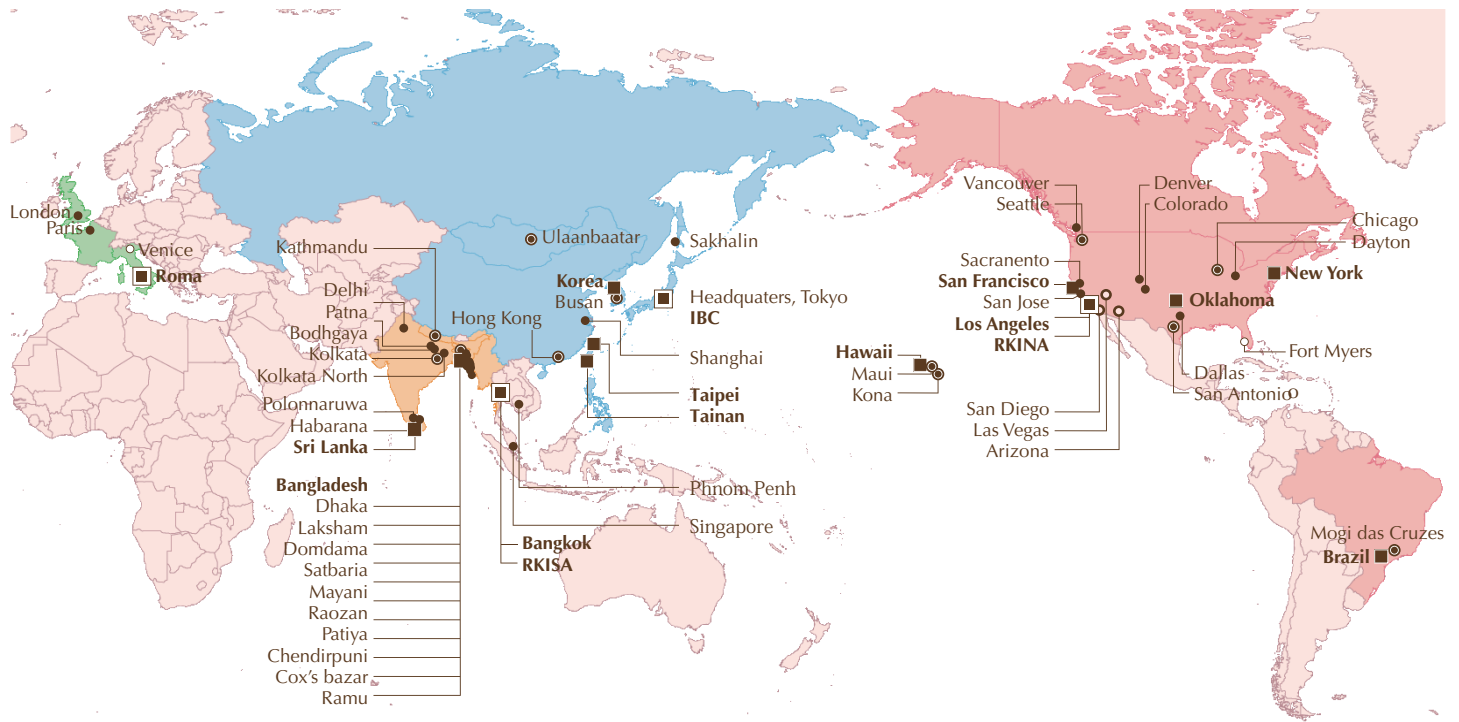 London
Paris
Venice
Roma
Kathmandu
Delhi
Patna
Bodhgaya
Kolkata
Kolkata North
Polonnaruwa
Habarana
Sri Lanka
Bangladesh
Dhaka
Laksham
Domdama
Satbaria
Mayani
Raozan
Patiya
Chendirpuni
Cox's bazar
Ramu
Ulaanbaatar
Sakhalin
Korea
Busan
Headquaters, Tokyo
IBC
Hong Kong
Shanghai
Taipei
Tainan
Phnom Penh
Singapore
Bangkok
RKISA
Hawaii
Maui
Kona
Vancouver
Seattle
Sacranento
San Francisco
San Jose
Los Angeles
RKINA
San Diego
Las Vegas
Arizona
Denver
Colorado
Chicago
Dayton
New York
Oklahoma
Fort Myers
Dallas
San Antonio
Mogi das Cruzes
Brazil